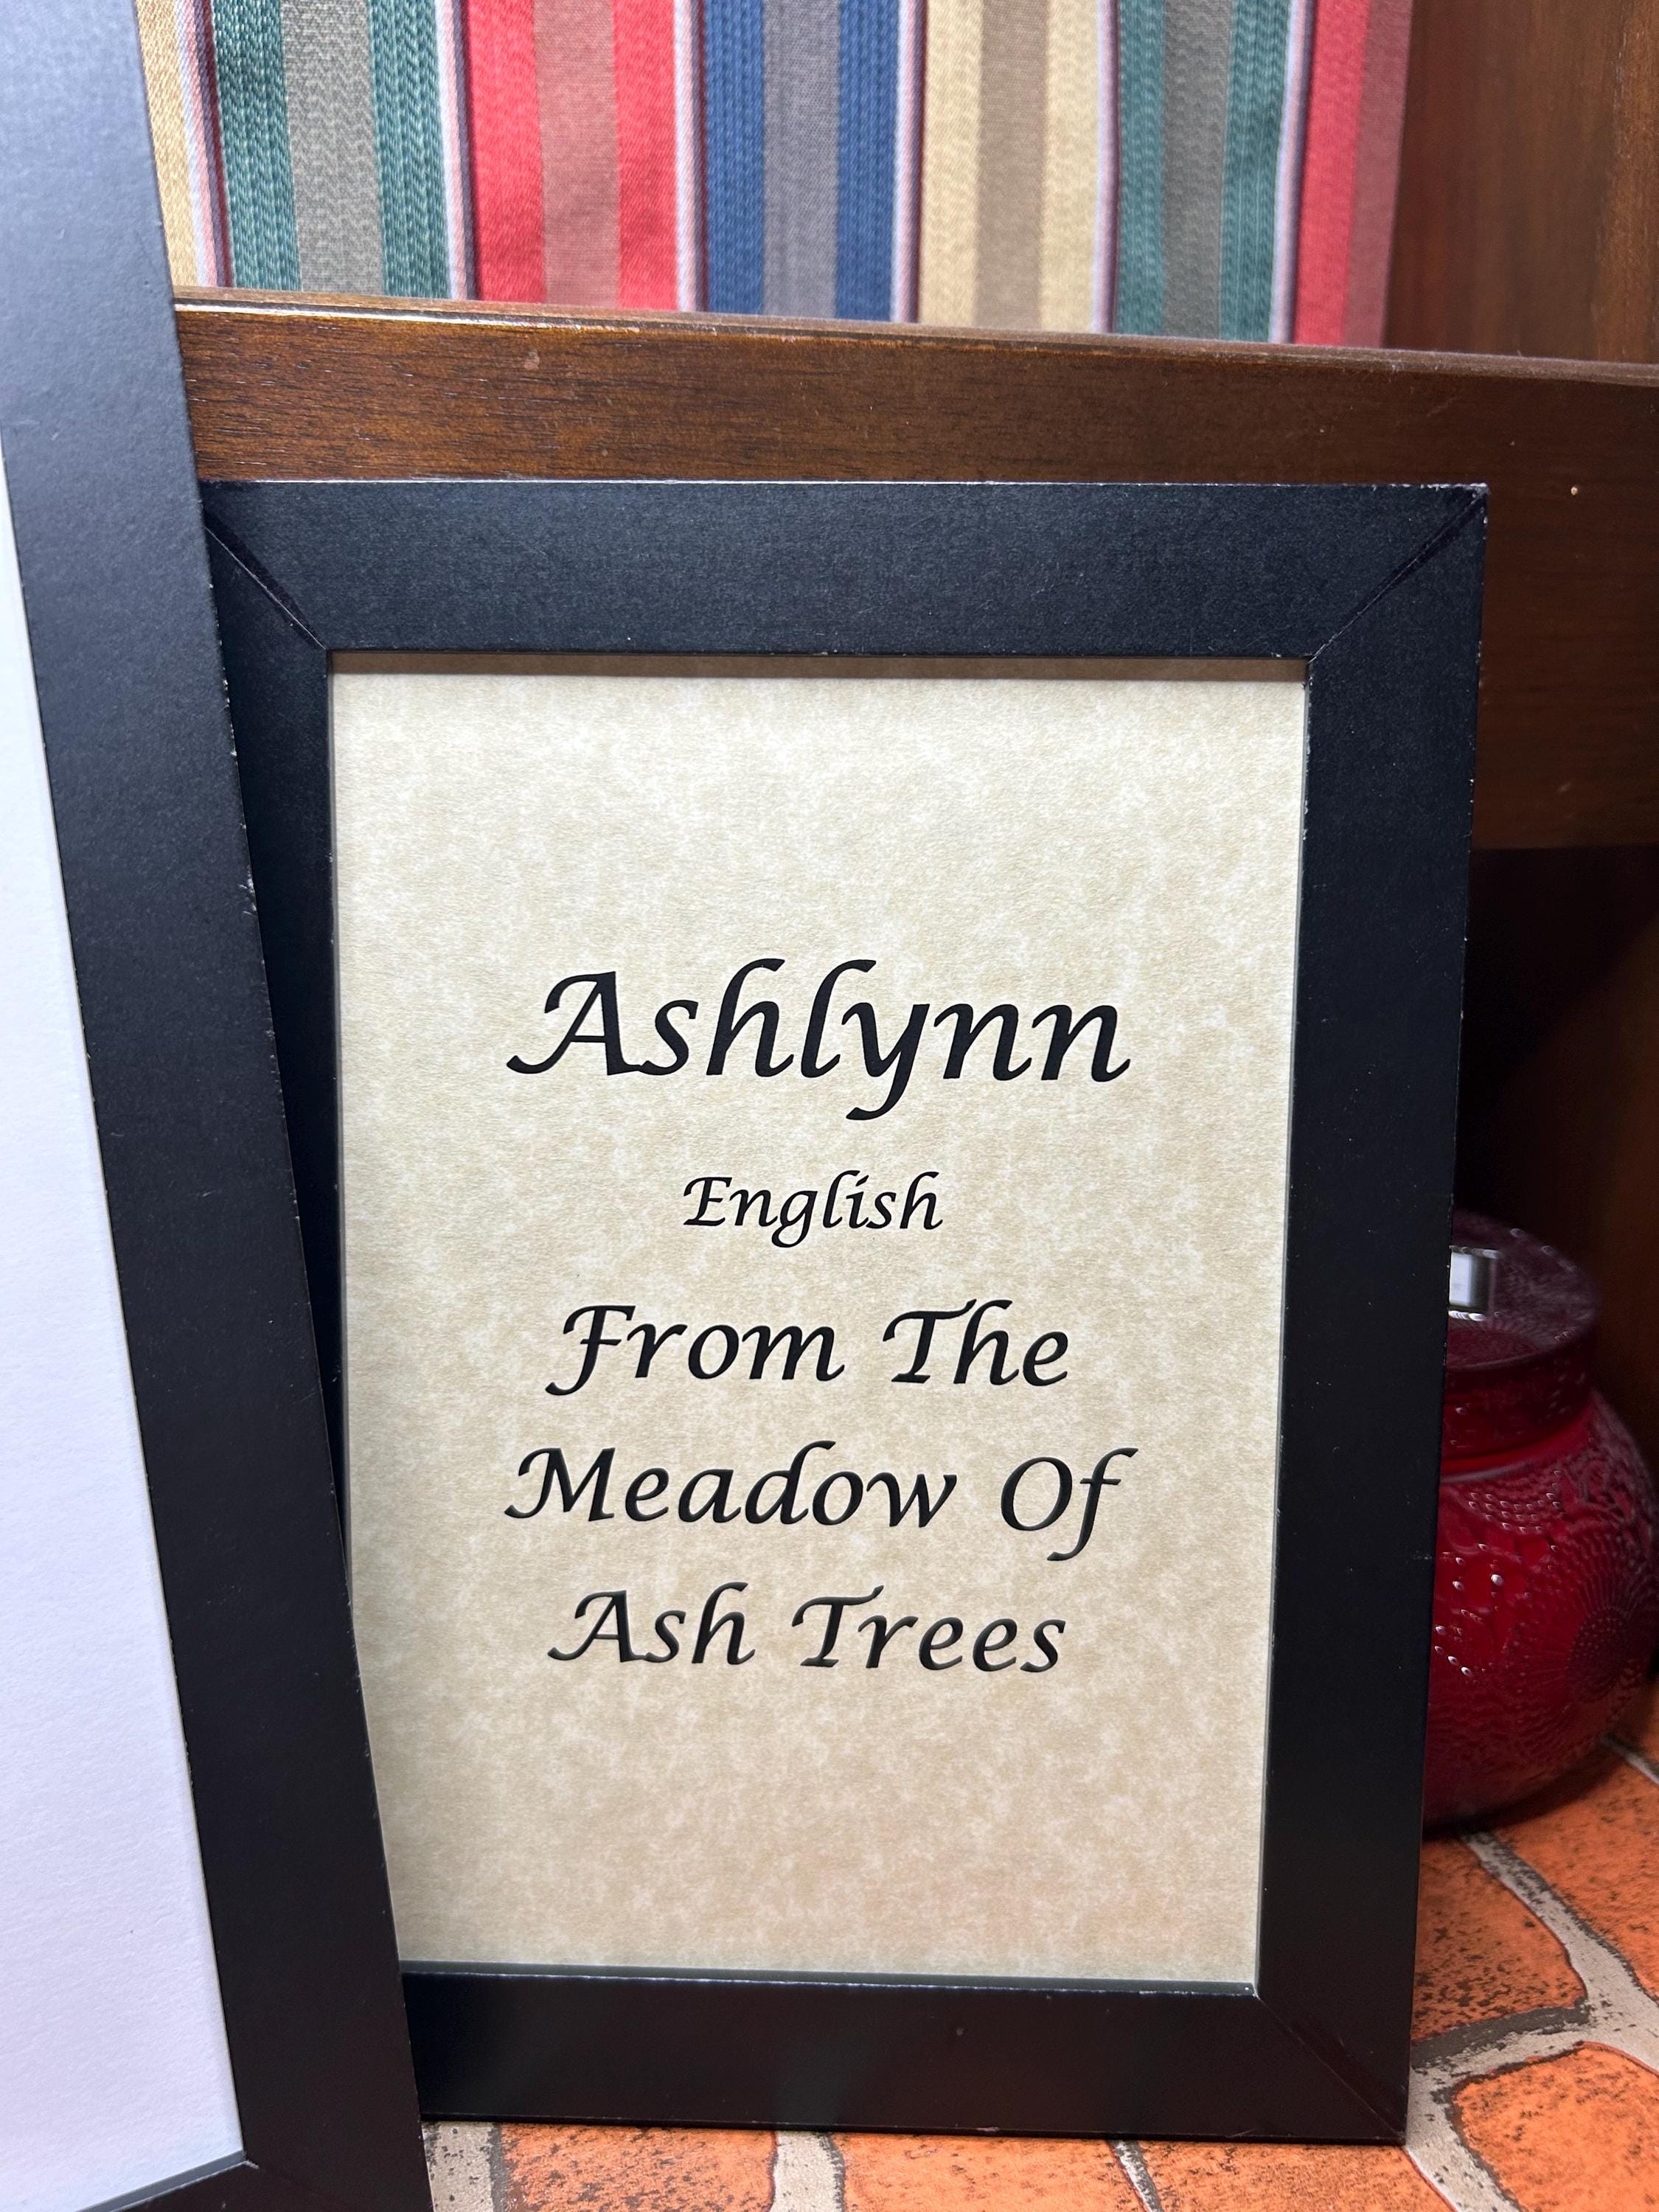 Ashlynn
English
From The
Meadow Of
Ash Trees